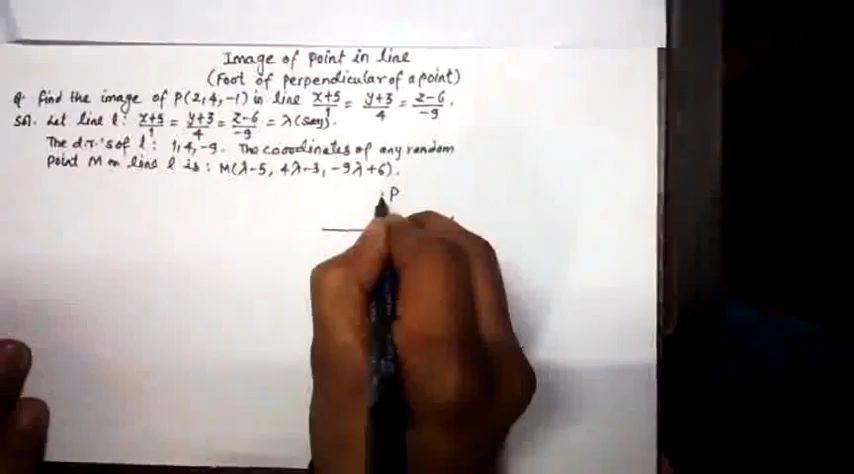 Image of point in line
(Foot of perpendicular of a point)
Q. Find the image of P(2,4,-1) in line x+5/1 = y+3/4 = z-6/-9.
Sol. Let line l: x+5/1 = y+3/4 = z-6/-9 = λ(say).
The d.r.'s of l: 1,4,-9. The coordinates of any random
point M on line l is: M(λ-5, 4λ-3, -9λ+6).
P